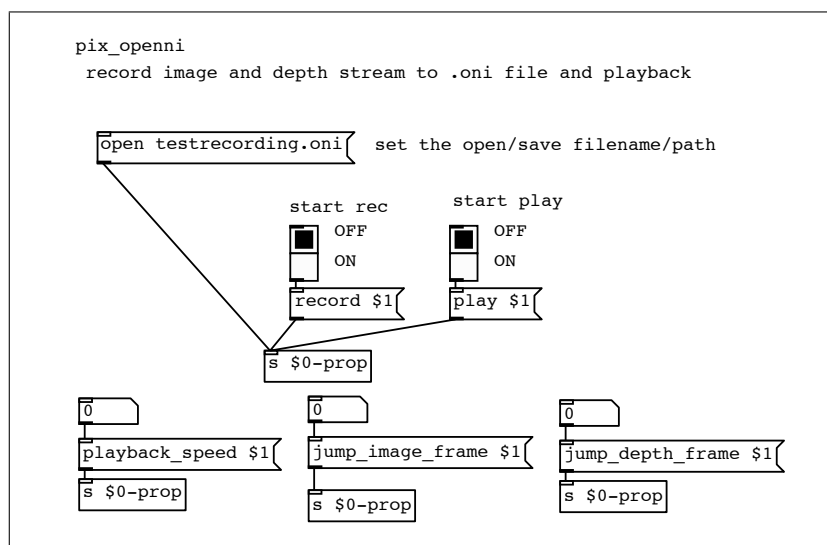 pix_openni
record image and depth stream to .oni file and playback
open testrecording.oni
set the open/save filename/path
start rec
start play
OFF
OFF
ON
ON
record $1
play $1
s $0-prop
0
0
0
playback_speed $1
jump_image_frame $1
jump_depth_frame $1
s $0-prop
s $0-prop
s $0-prop